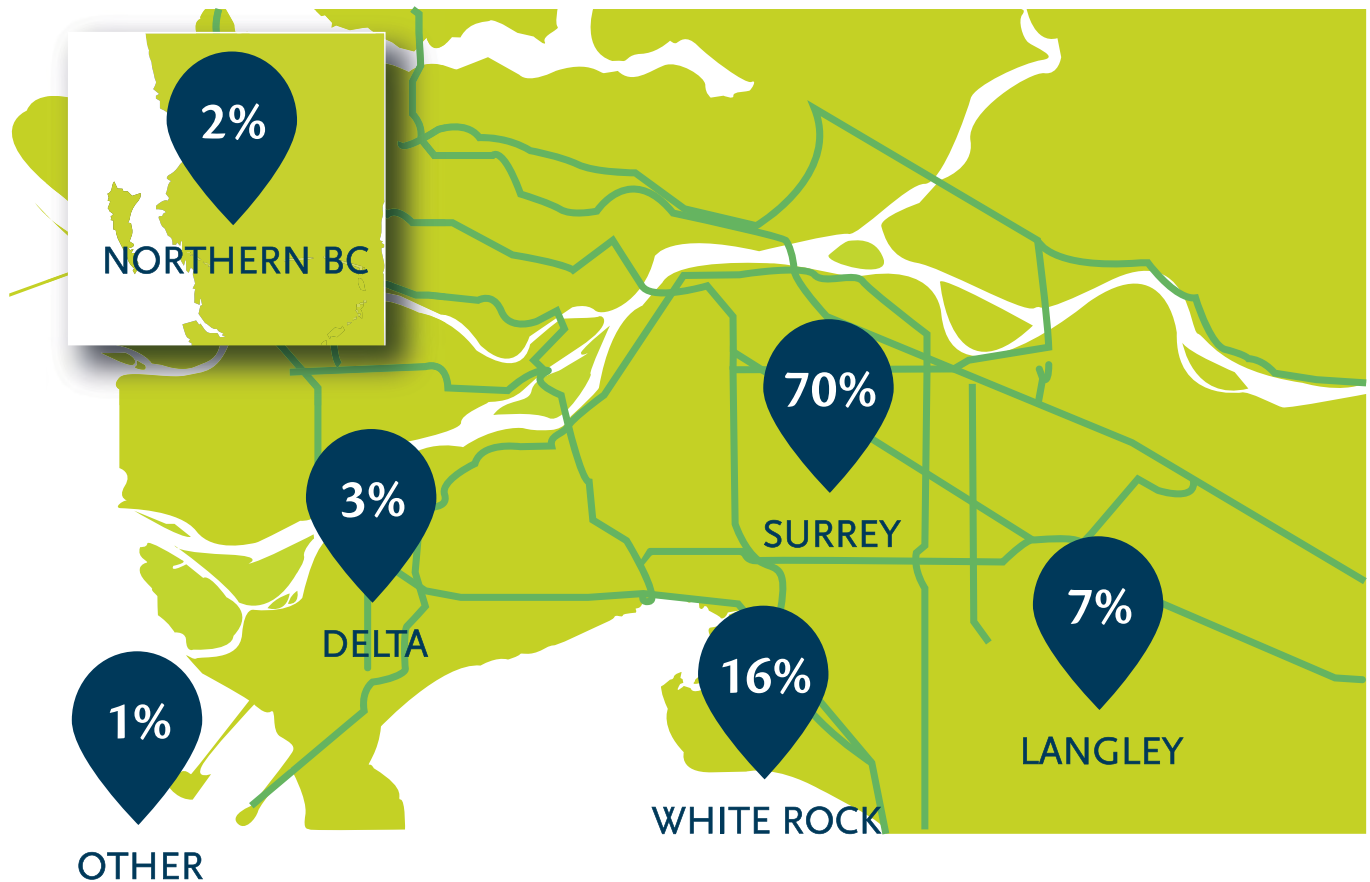 2%
NORTHERN BC
70%
SURREY
3%
DELTA
7%
LANGLEY
16%
WHITE ROCK
1%
OTHER